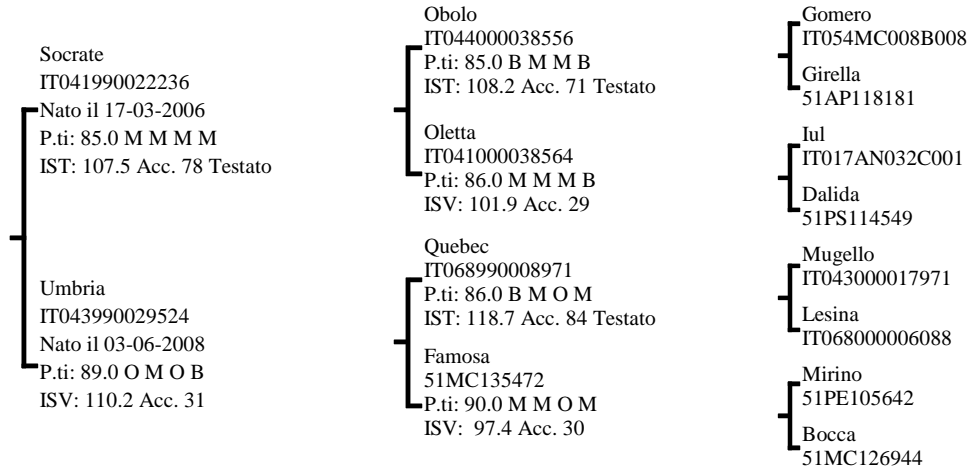 Socrate
IT041990022236
Nato il 17-03-2006
P.ti: 85.0 M M M M
IST: 107.5 Acc. 78 Testato
Umbria
IT043990029524
Nato il 03-06-2008
P.ti: 89.0 O M O B
ISV: 110.2 Acc. 31
Obolo
IT044000038556
P.ti: 85.0 B M M B
IST: 108.2 Acc. 71 Testato
Oletta
IT041000038564
P.ti: 86.0 M M M B
ISV: 101.9 Acc. 29
Quebec
IT068990008971
P.ti: 86.0 B M O M
IST: 118.7 Acc. 84 Testato
Famosa
51MC135472
P.ti: 90.0 M M O M
ISV: 97.4 Acc. 30
Gomero
IT054MC008B008
Girella
51AP118181
Iul
IT017AN032C001
Dalida
51PS114549
Mugello
IT043000017971
Lesina
IT068000006088
Mirino
51PE105642
Bocca
51MC126944